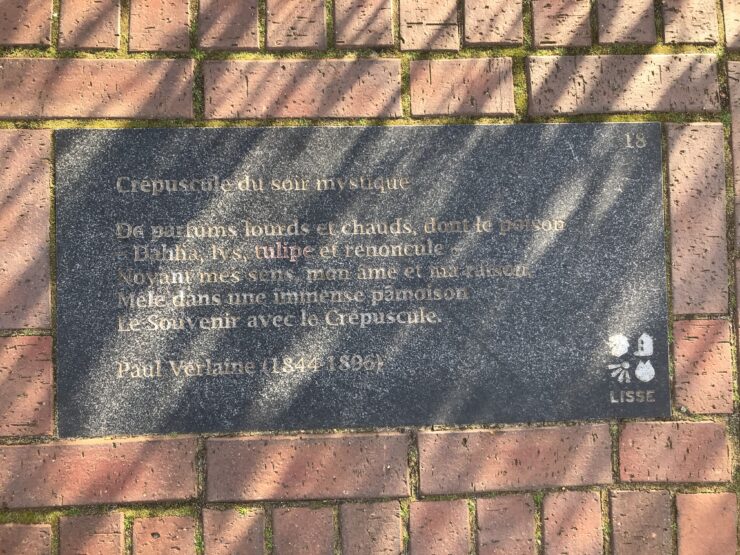 18
Crépuscule du soir mystique
De parfums lourds et chauds, dont le poison
– Dahlia, lys, tulipe et renoncule –
Noyant mes sens, mon âme et ma raison,
Mêle dans une immense pâmoison
Le Souvenir avec le Crépuscule.
Paul Verlaine (1844-1896)
LISSE